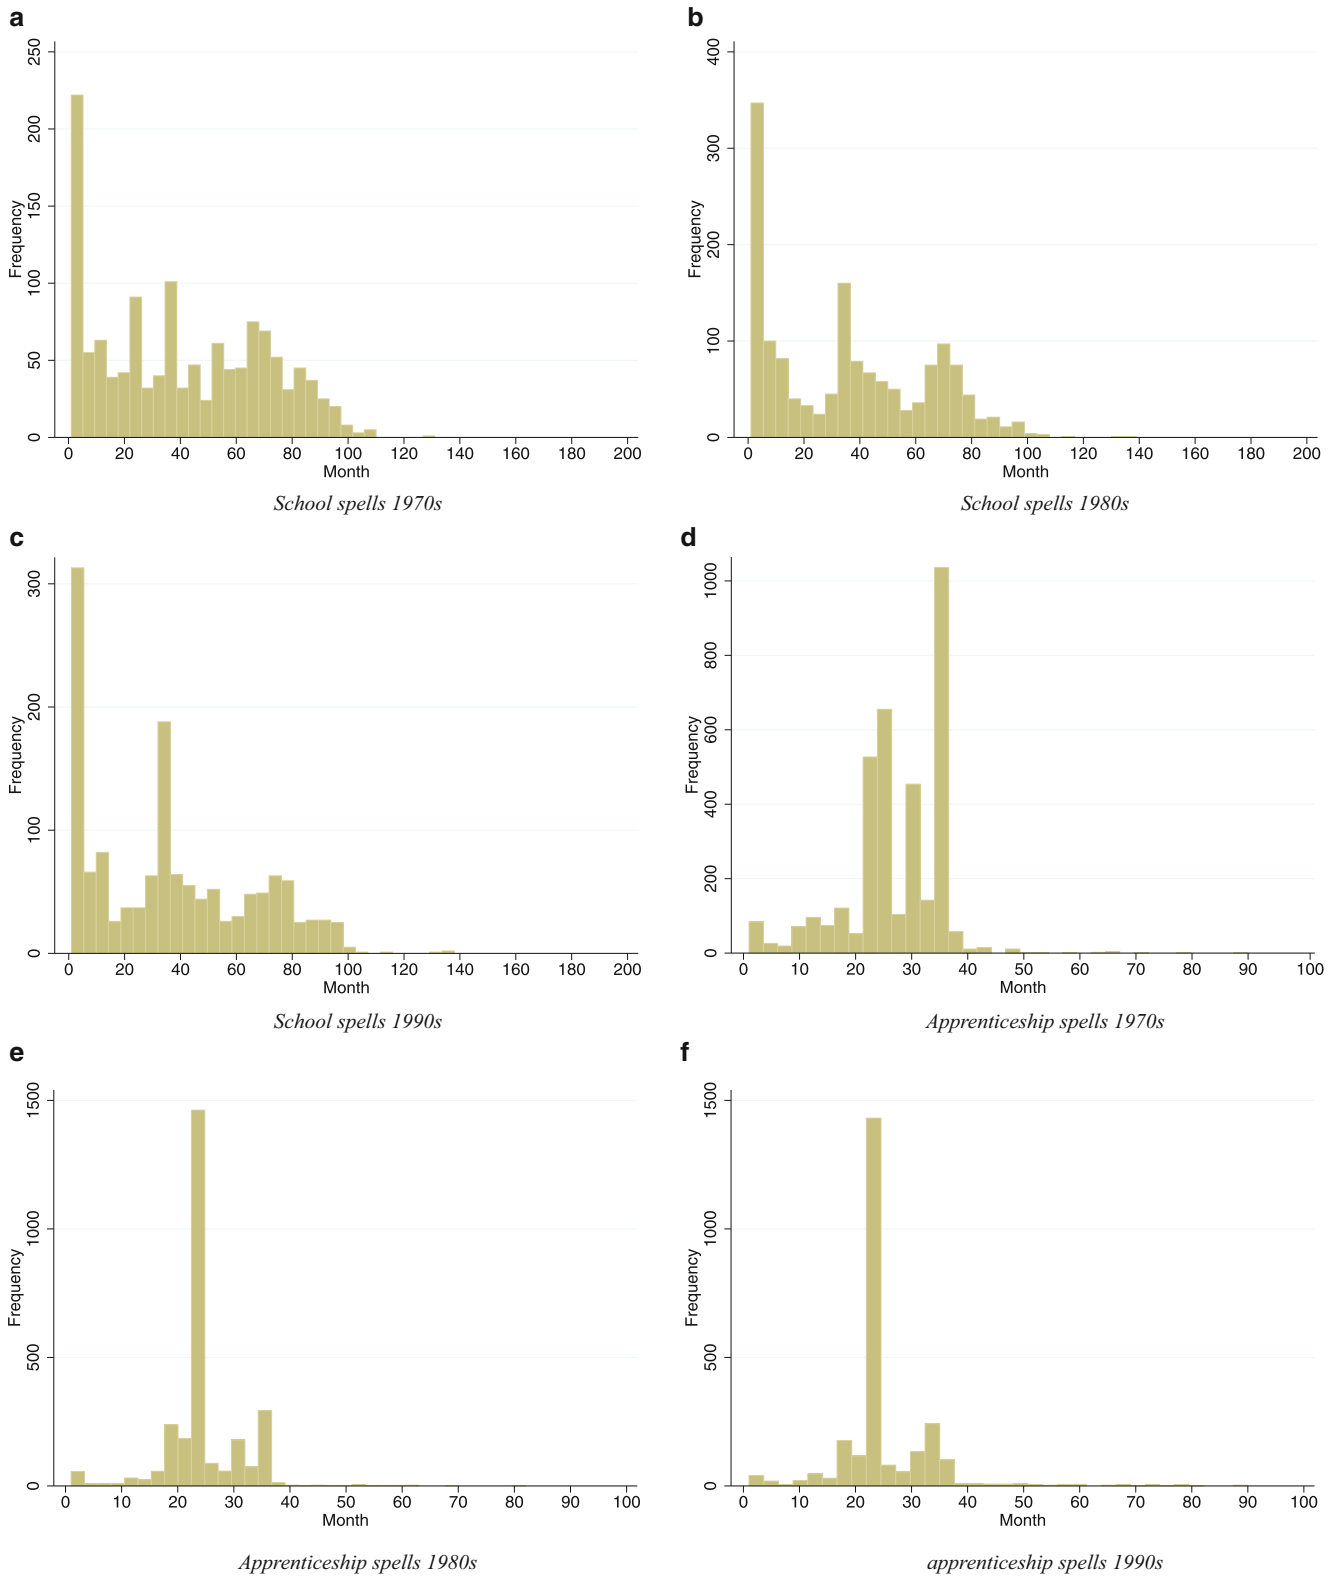 a
250
200
150
100
50
0
Frequency
0 20 40 60 80 100 120 140 160 180 200
Month
School spells 1970s
b
400
300
200
100
0
Frequency
0 20 40 60 80 100 120 140 160 180 200
Month
School spells 1980s
c
300
200
100
0
Frequency
0 20 40 60 80 100 120 140 160 180 200
Month
School spells 1990s
d
1000
800
600
400
200
0
Frequency
0 10 20 30 40 50 60 70 80 90 100
Month
Apprenticeship spells 1970s
e
1500
1000
500
0
Frequency
0 10 20 30 40 50 60 70 80 90 100
Month
Apprenticeship spells 1980s
f
1500
1000
500
0
Frequency
0 10 20 30 40 50 60 70 80 90 100
Month
apprenticeship spells 1990s